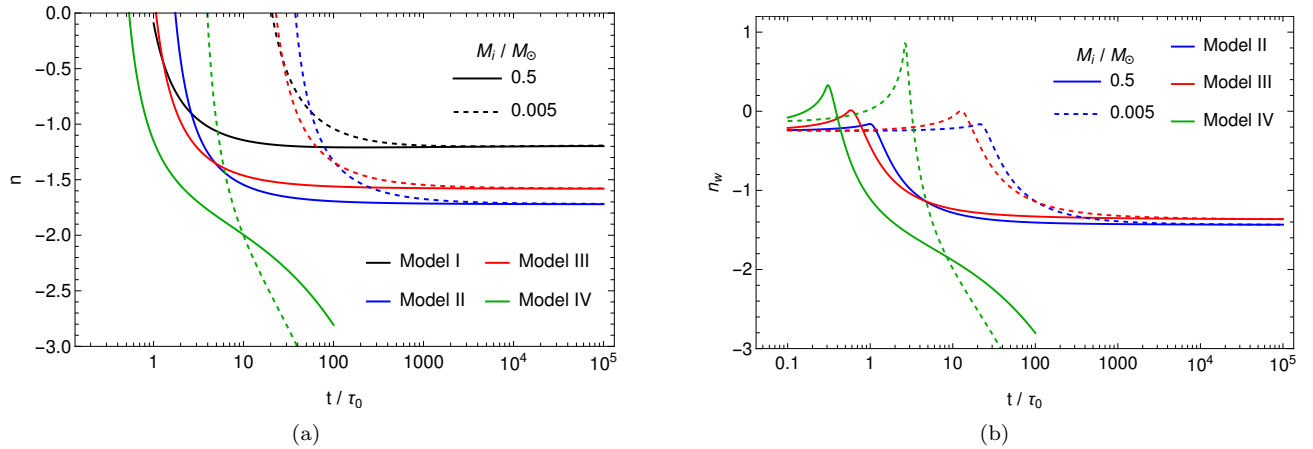 0.0
−0.5
−1.0
−1.5
−2.0
−2.5
−3.0
n
M_i / M_⊙
0.5
0.005
Model I
Model III
Model II
Model IV
1
10
100
1000
10^4
10^5
t / τ_0
(a)
1
0
−1
−2
−3
n_w
M_i / M_⊙
0.5
0.005
Model II
Model III
Model IV
0.1
1
10
100
1000
10^4
10^5
t / τ_0
(b)